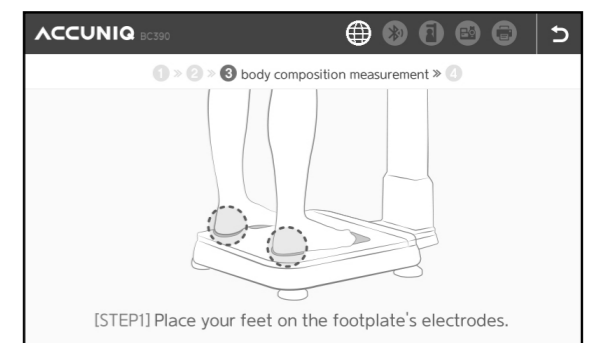 ACCUNIQ BC390
1 » 2 » 3 body composition measurement » 4
[STEP1] Place your feet on the footplate's electrodes.